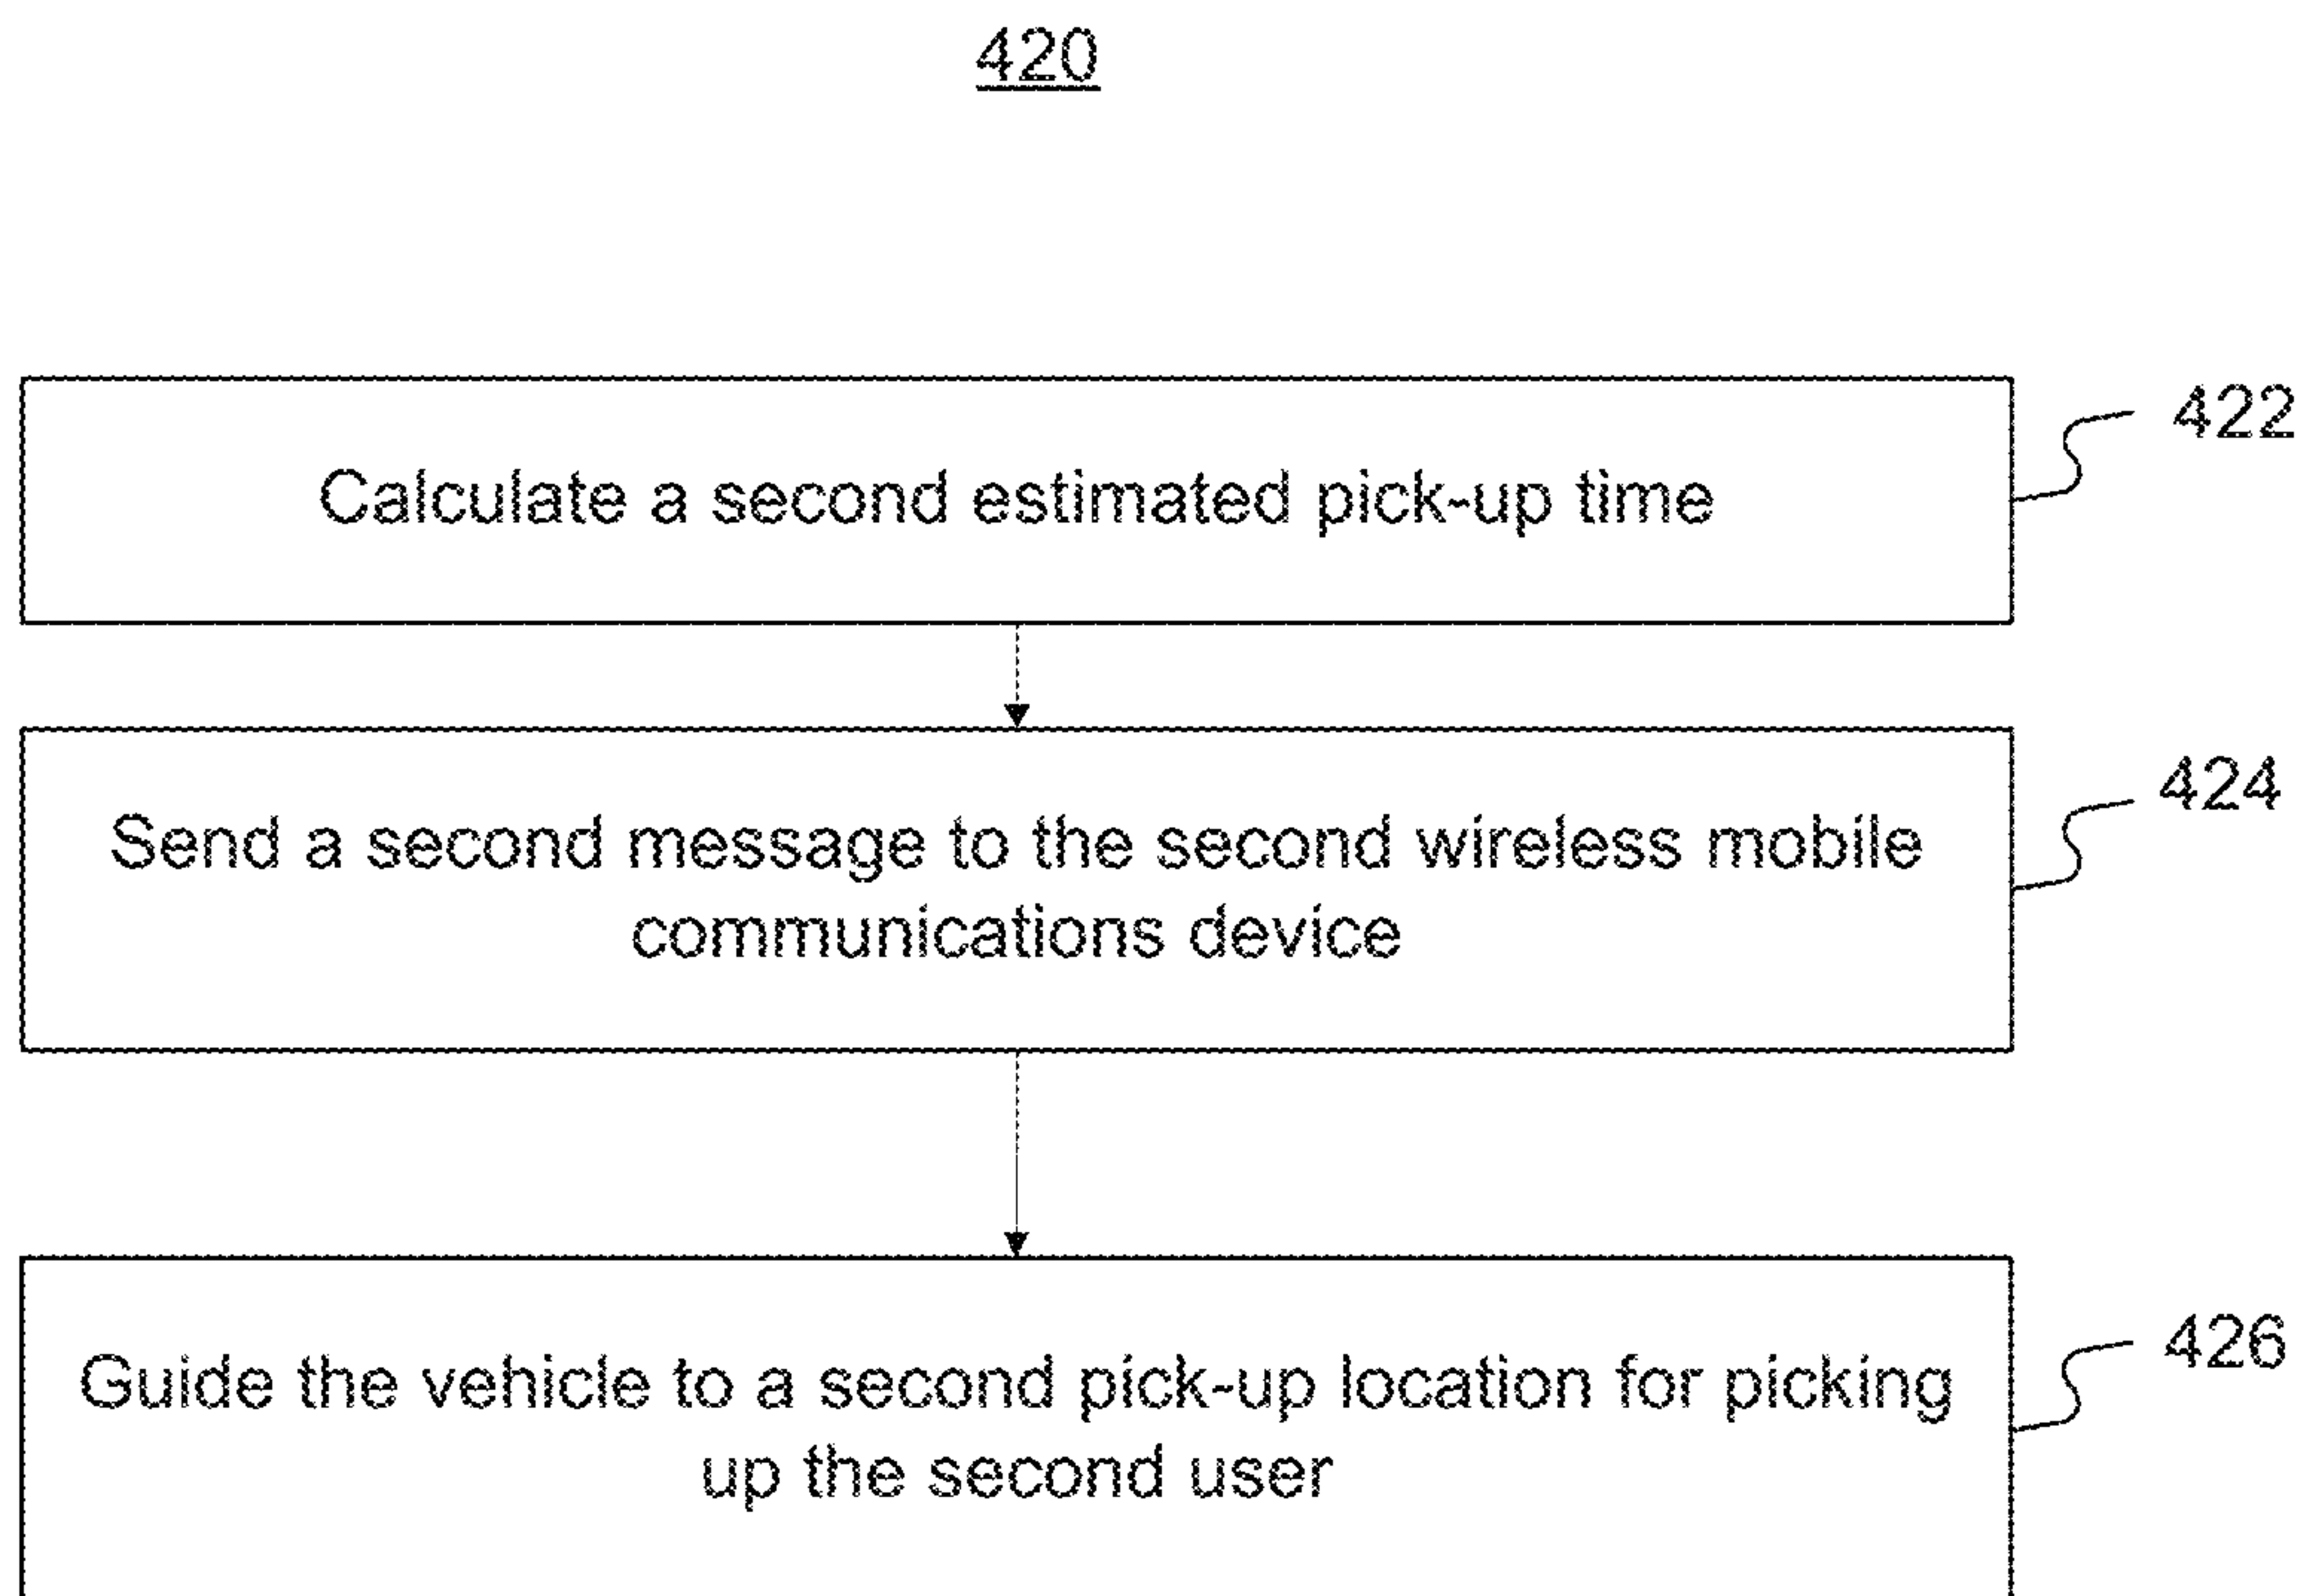 420
Calculate a second estimated pick-up time
422
Send a second message to the second wireless mobile
communications device
424
Guide the vehicle to a second pick-up location for picking
up the second user
426